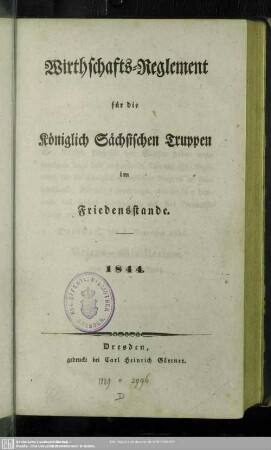 Wirthschafts-Reglement
für die
Königlich Sächsischen Truppen
im
Friedensstande.
1844.
Dresden,
gedruckt bei Carl Heinrich Gärtner.
D